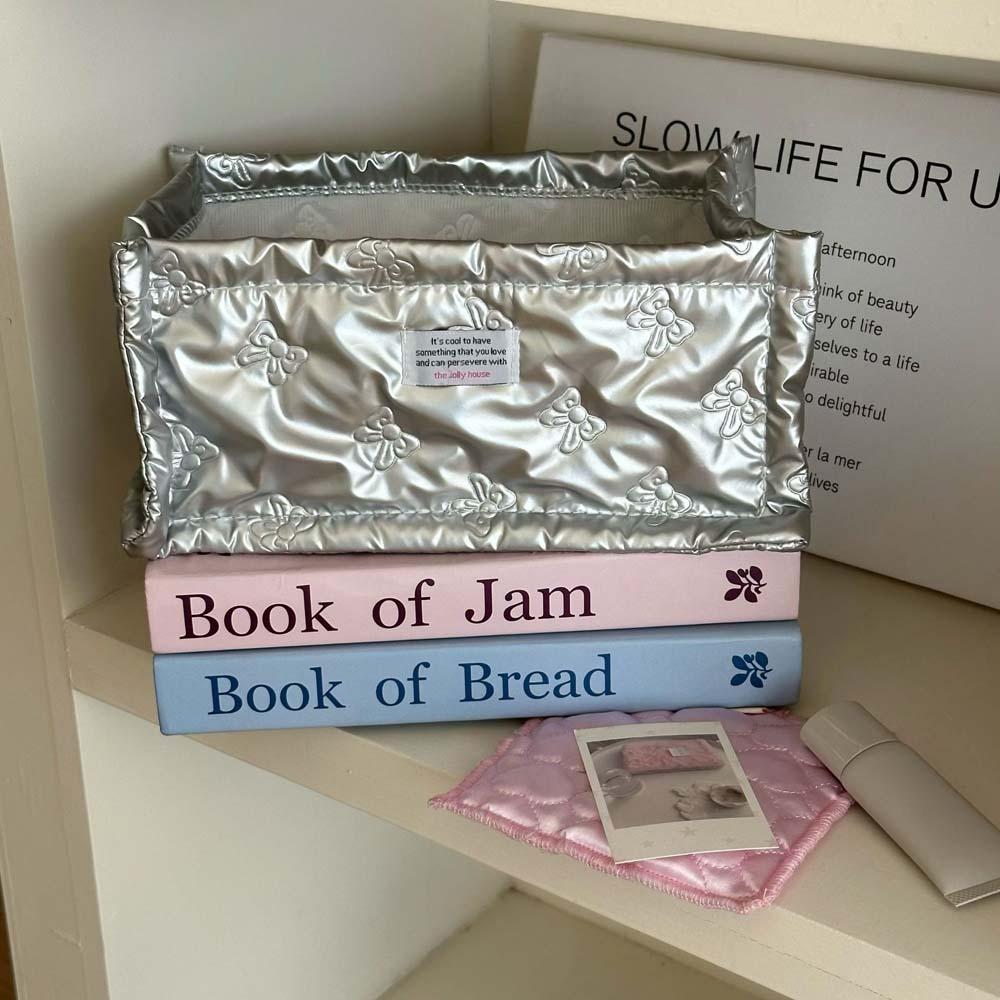 SLOW LIFE FOR U
afternoon
ink of beauty
ery of life
selves to a life
irable
o delightful
er la mer
lives
It's cool to have
something that you love
and can persevere with
the Jolly house
Book of Jam
Book of Bread